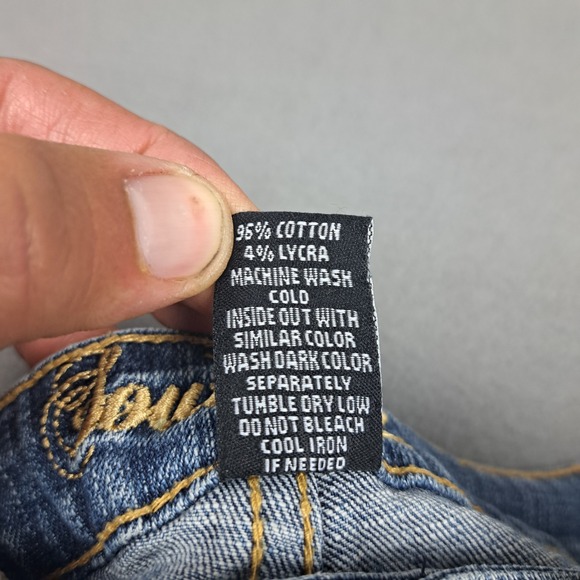 96% COTTON
4% LYCRA
MACHINE WASH
COLD
INSIDE OUT WITH
SIMILAR COLOR
WASH DARK COLOR
SEPARATELY
TUMBLE DRY LOW
DO NOT BLEACH
COOL IRON
IF NEEDED